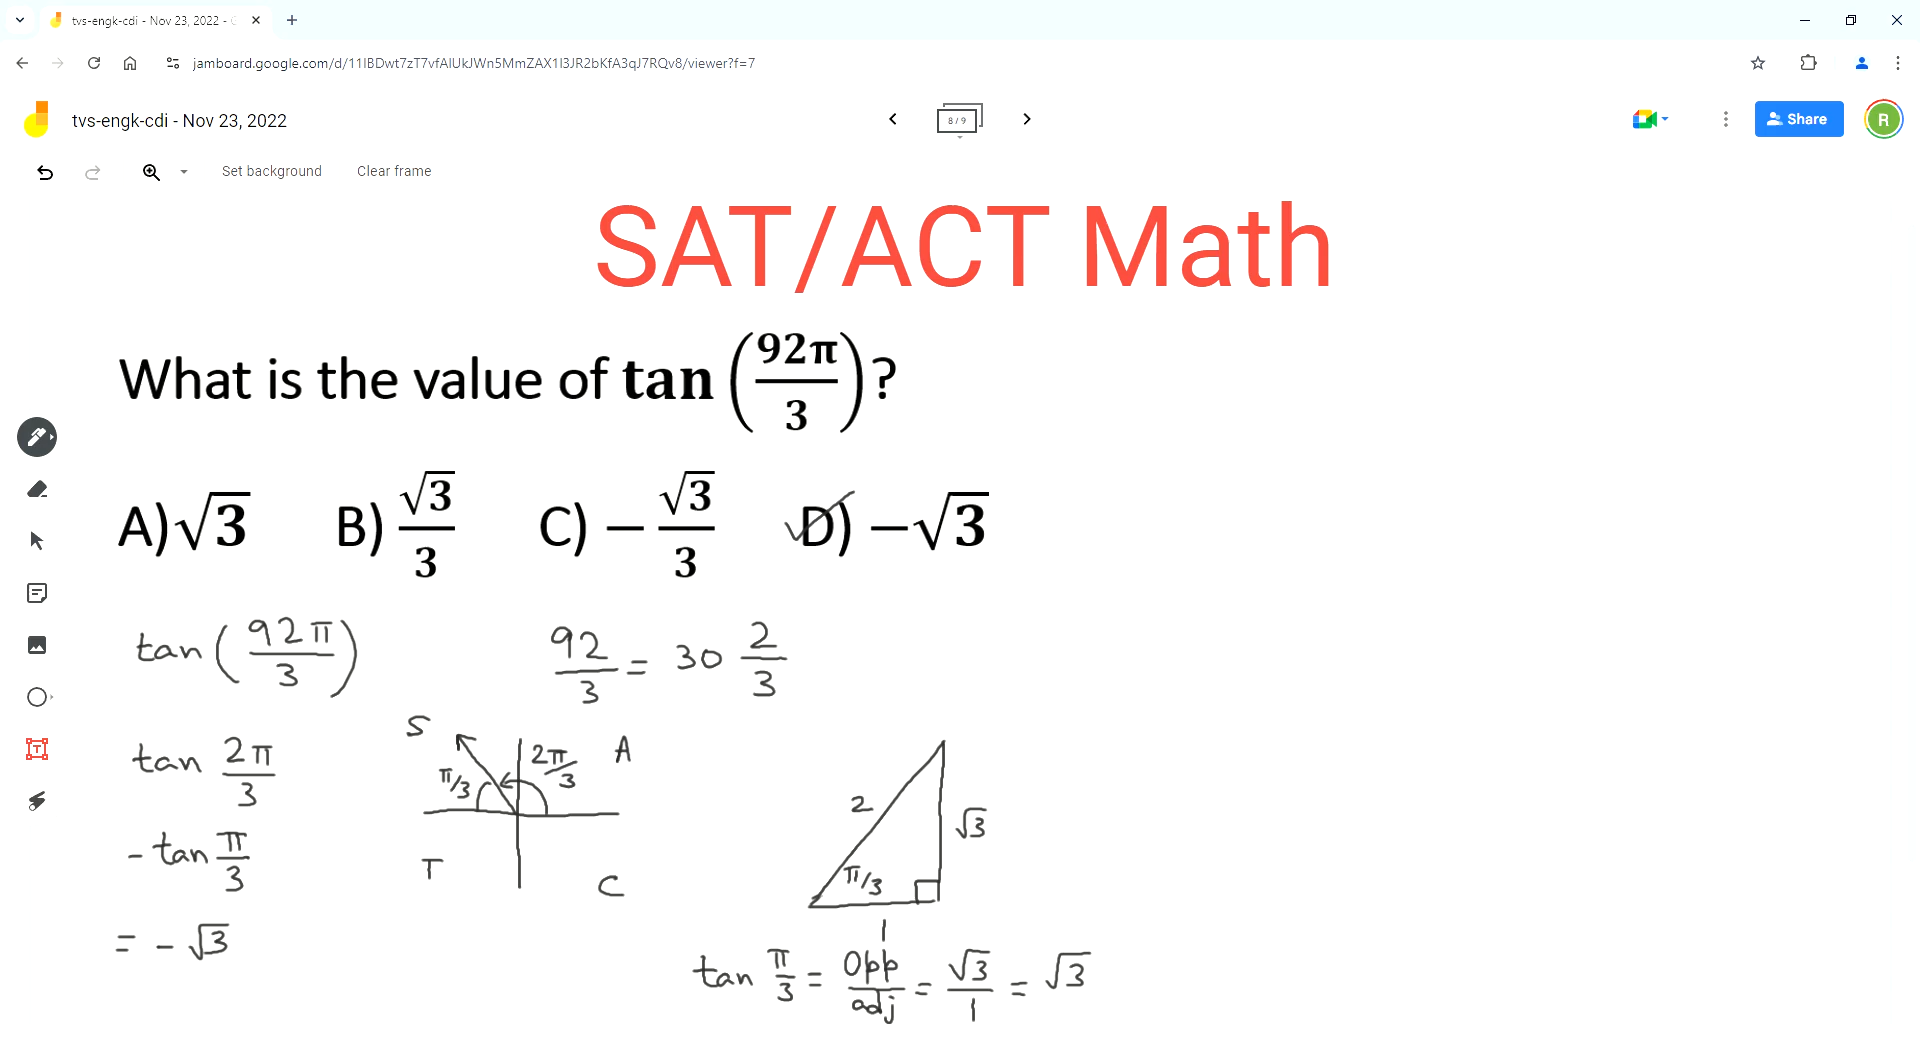 tvs-engk-cdi - Nov 23, 2022 - G
jamboard.google.com/d/11IBDwt7zT7vfAlUkJWn5MmZAX1I3JR2bKfA3qJ7RQv8/viewer?f=7
tvs-engk-cdi - Nov 23, 2022
8 / 9
Share
R
Set background
Clear frame
SAT/ACT Math
What is the value of tan (92π/3)?
A) √3 B) √3/3 C) −√3/3 D) −√3
tan (92π/3) 92/3 = 30 2/3
tan 2π/3
- tan π/3
= - √3
S A
π/3 2π/3
T C
2 √3
π/3
1
tan π/3 = Opp/adj = √3/1 = √3